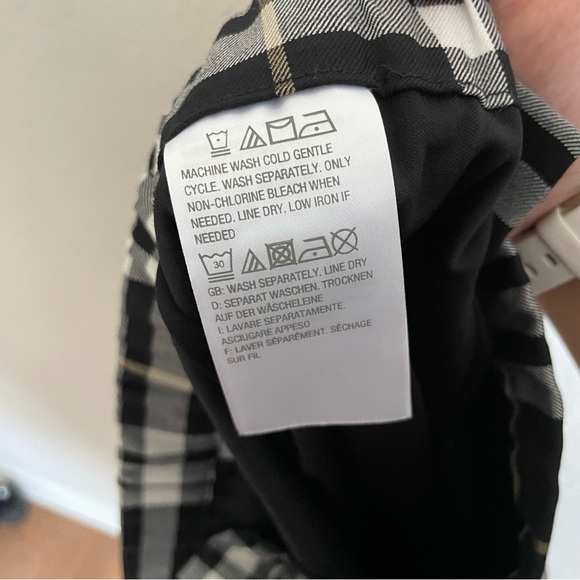 MACHINE WASH COLD GENTLE
CYCLE. WASH SEPARATELY. ONLY
NON-CHLORINE BLEACH WHEN
NEEDED. LINE DRY. LOW IRON IF
NEEDED
30
GB: WASH SEPARATELY. LINE DRY
D: SEPARAT WASCHEN. TROCKNEN
AUF DER WÄSCHELEINE
I: LAVARE SEPARATAMENTE.
ASCIUGARE APPESO
F: LAVER SÉPARÉMENT. SÉCHAGE
SUR FIL